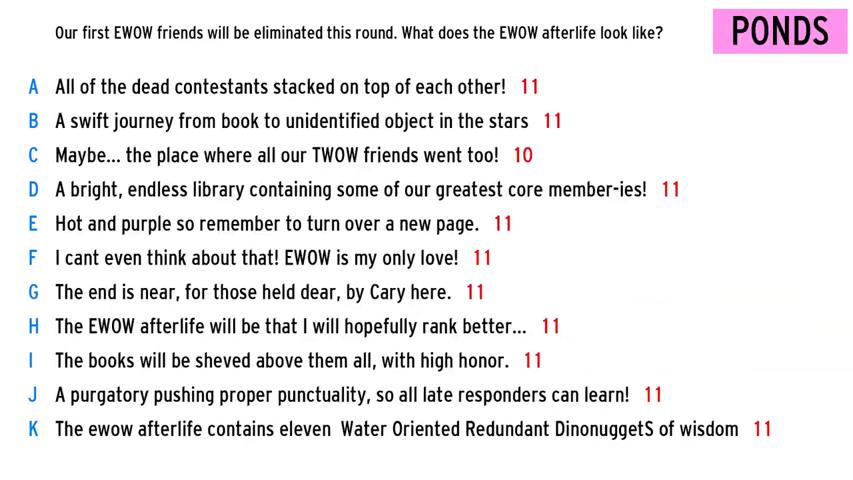 Our first EWOW friends will be eliminated this round. What does the EWOW afterlife look like?
PONDS
A All of the dead contestants stacked on top of each other! 11
B A swift journey from book to unidentified object in the stars 11
C Maybe... the place where all our TWOW friends went too! 10
D A bright, endless library containing some of our greatest core member-ies! 11
E Hot and purple so remember to turn over a new page. 11
F I cant even think about that! EWOW is my only love! 11
G The end is near, for those held dear, by Cary here. 11
H The EWOW afterlife will be that I will hopefully rank better... 11
I The books will be sheved above them all, with high honor. 11
J A purgatory pushing proper punctuality, so all late responders can learn! 11
K The ewow afterlife contains eleven Water Oriented Redundant DinonuggetS of wisdom 11